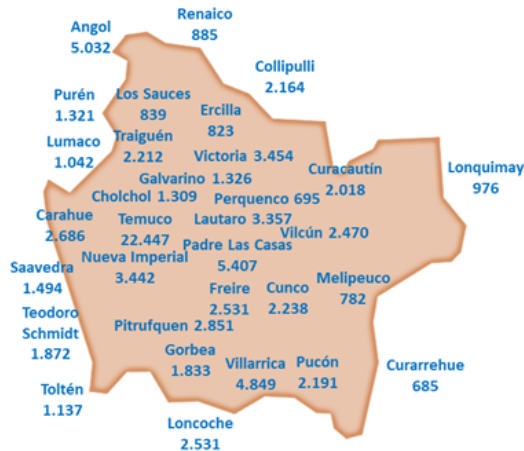 Renaico
885
Angol
5.032
Collipulli
2.164
Purén
1.321
Los Sauces
839
Ercilla
823
Lumaco
1.042
Traiguén
2.212
Victoria 3.454
Curacautín
2.018
Lonquimay
976
Galvarino 1.326
Cholchol 1.309
Perquenco 695
Carahue
2.686
Temuco
22.447
Lautaro 3.357
Vilcún 2.470
Padre Las Casas
5.407
Nueva Imperial
3.442
Saavedra
1.494
Melipeuco
782
Freire
2.531
Cunco
2.238
Teodoro
Schmidt
1.872
Pitrufquen 2.851
Gorbea
1.833
Villarrica
4.849
Pucón
2.191
Curarrehue
685
Toltén
1.137
Loncoche
2.531